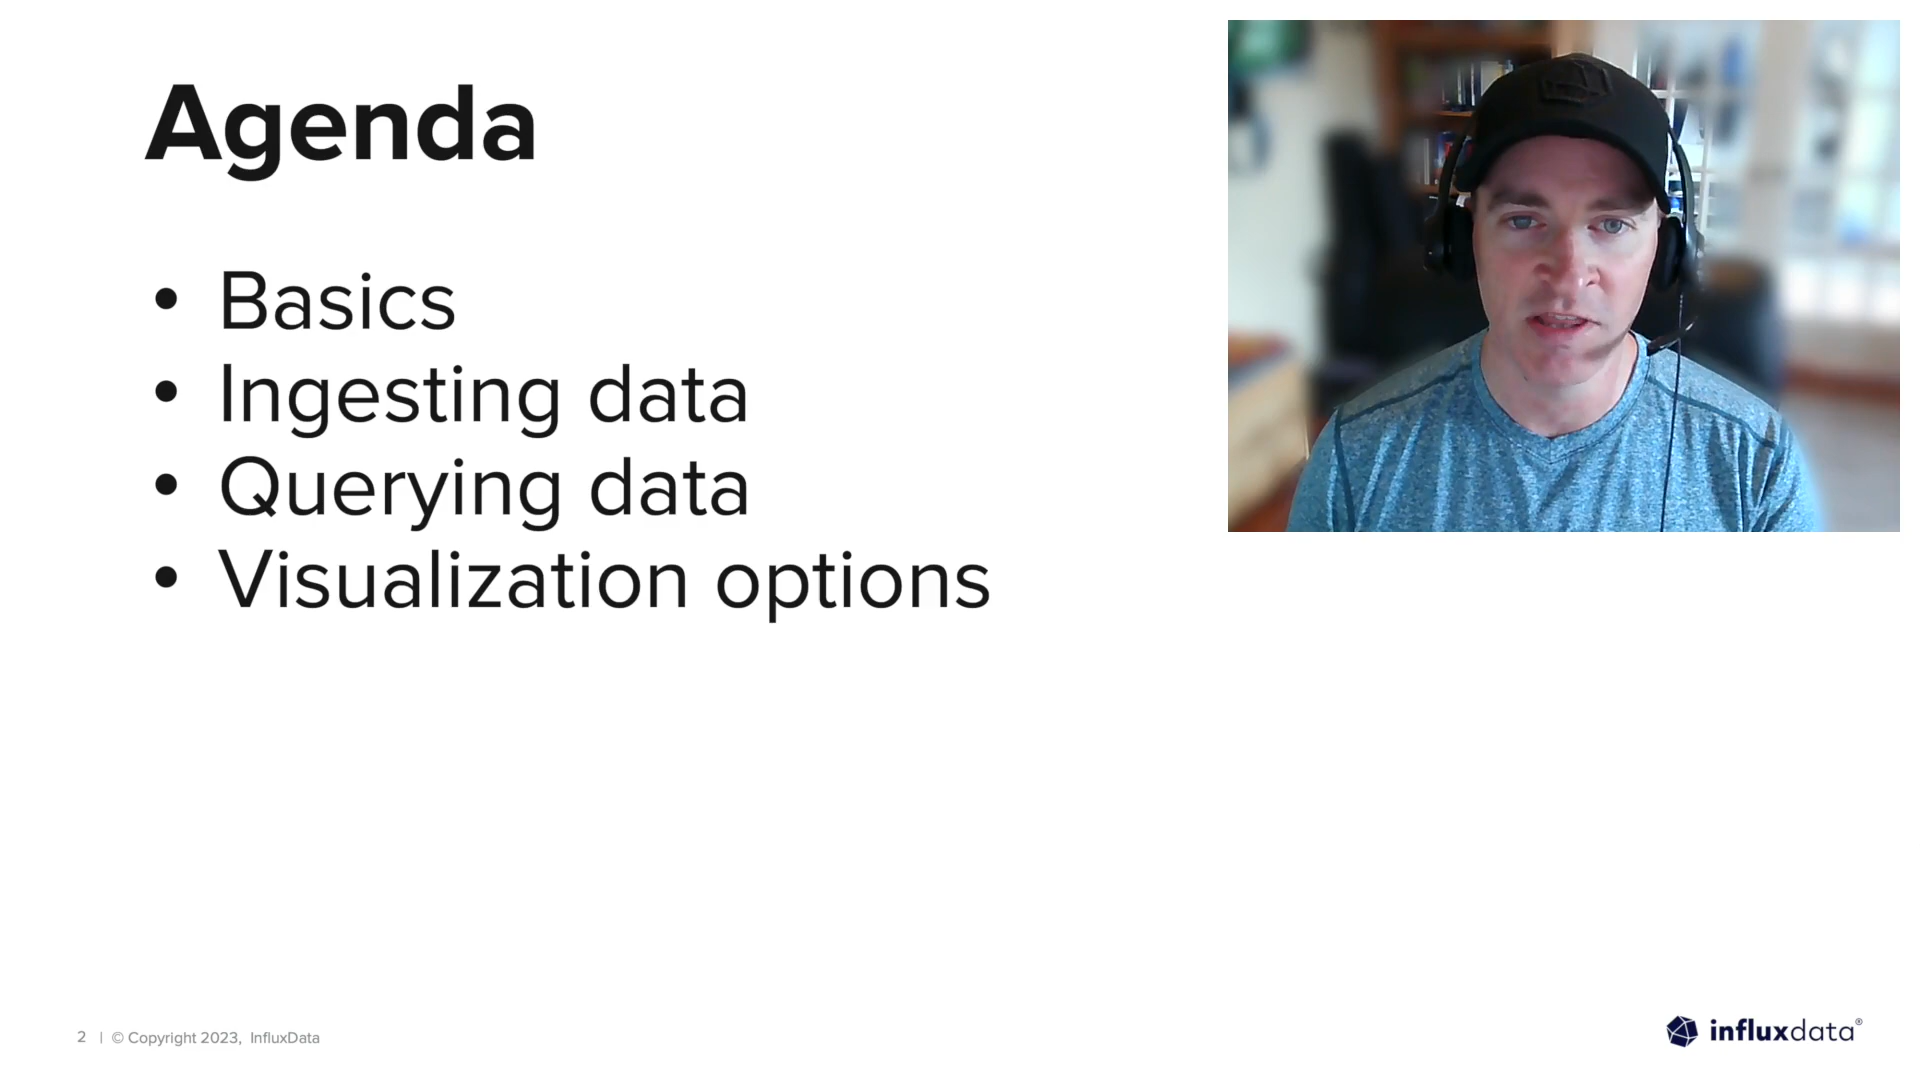 Agenda
• Basics
• Ingesting data
• Querying data
• Visualization options
2 | © Copyright 2023, InfluxData
influxdata®